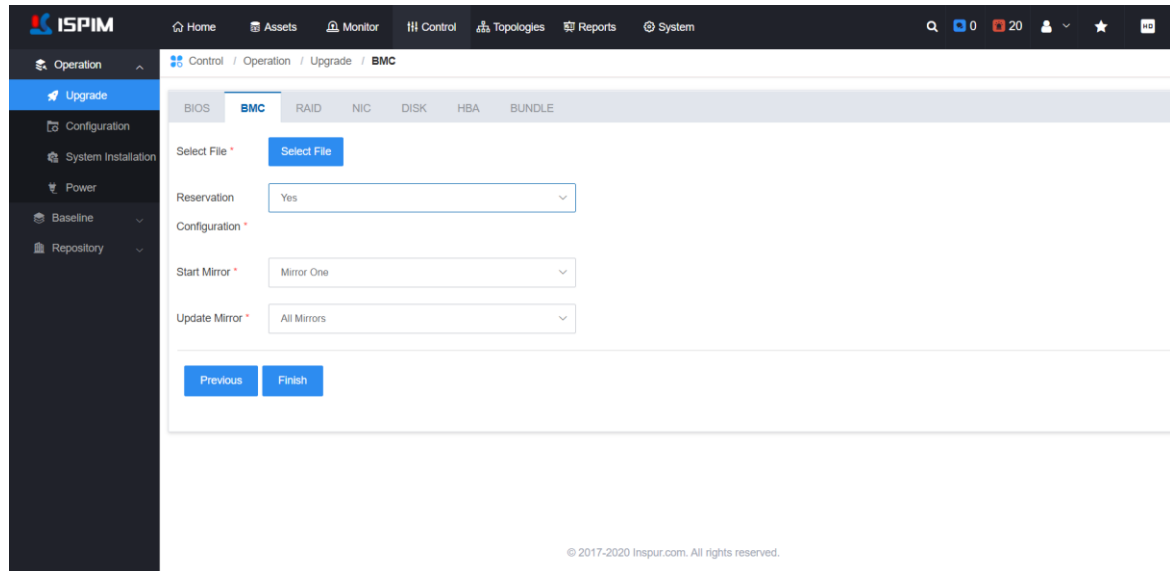 ISPIM Home Assets Monitor Control Topologies Reports System 0 20 HD
Operation
Control / Operation / Upgrade / BMC
Upgrade
BIOS BMC RAID NIC DISK HBA BUNDLE
Configuration
System Installation
Select File * Select File
Power
Reservation Configuration * Yes
Baseline
Repository
Start Mirror * Mirror One
Update Mirror * All Mirrors
Previous Finish
© 2017-2020 Inspur.com. All rights reserved.